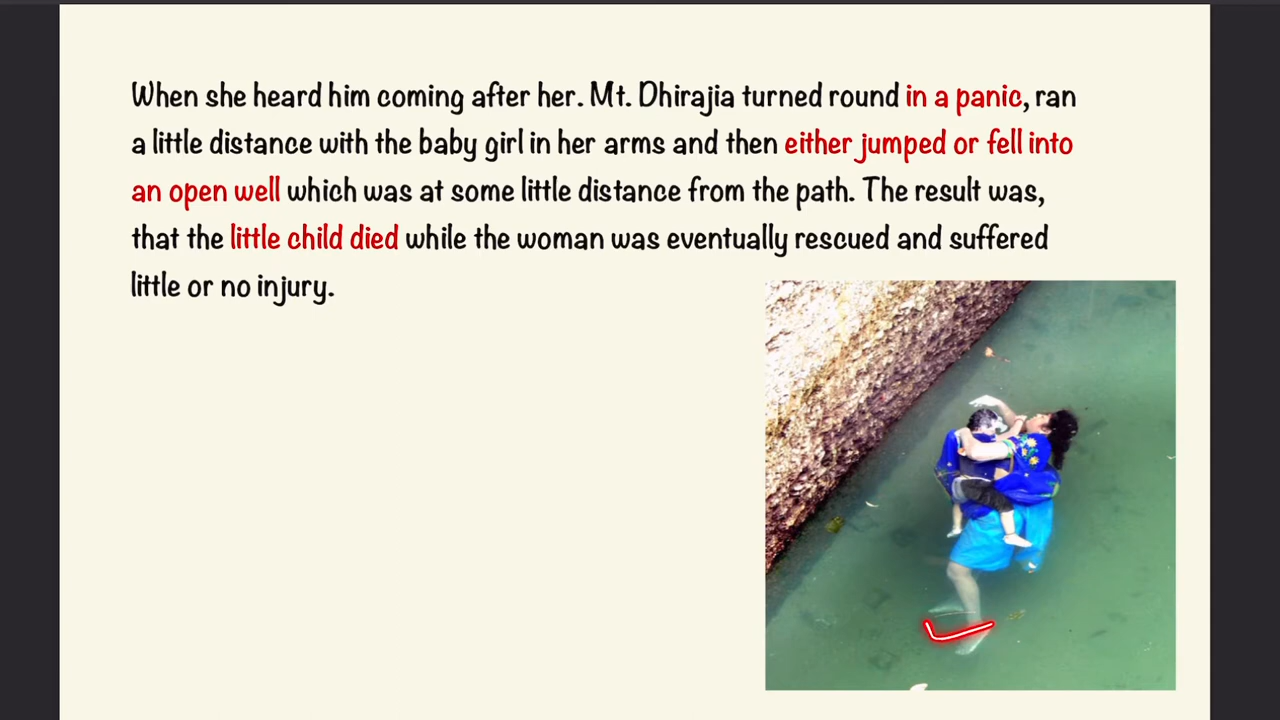 When she heard him coming after her. Mt. Dhirajia turned round in a panic, ran
a little distance with the baby girl in her arms and then either jumped or fell into
an open well which was at some little distance from the path. The result was,
that the little child died while the woman was eventually rescued and suffered
little or no injury.